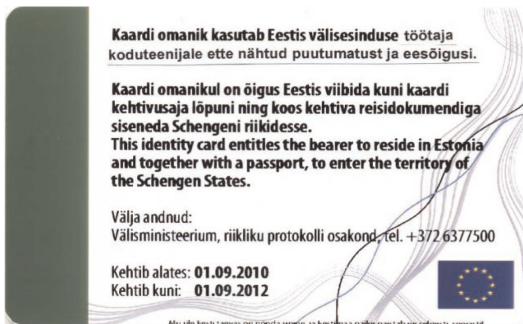 Kaardi omanik kasutab Eestis välisesinduse töötaja
koduteenijale ette nähtud puutumatust ja eesõigusi.
Kaardi omanikul on õigus Eestis viibida kuni kaardi
kehtivusaja lõpuni ning koos kehtiva reisidokumendiga
siseneda Schengeni riikidesse.
This identity card entitles the bearer to reside in Estonia
and together with a passport, to enter the territory of
the Schengen States.
Välja andnud:
Välisministeerium, riikliku protokolli osakond, tel. +372 6377500
Kehtib alates: 01.09.2010
Kehtib kuni: 01.09.2012